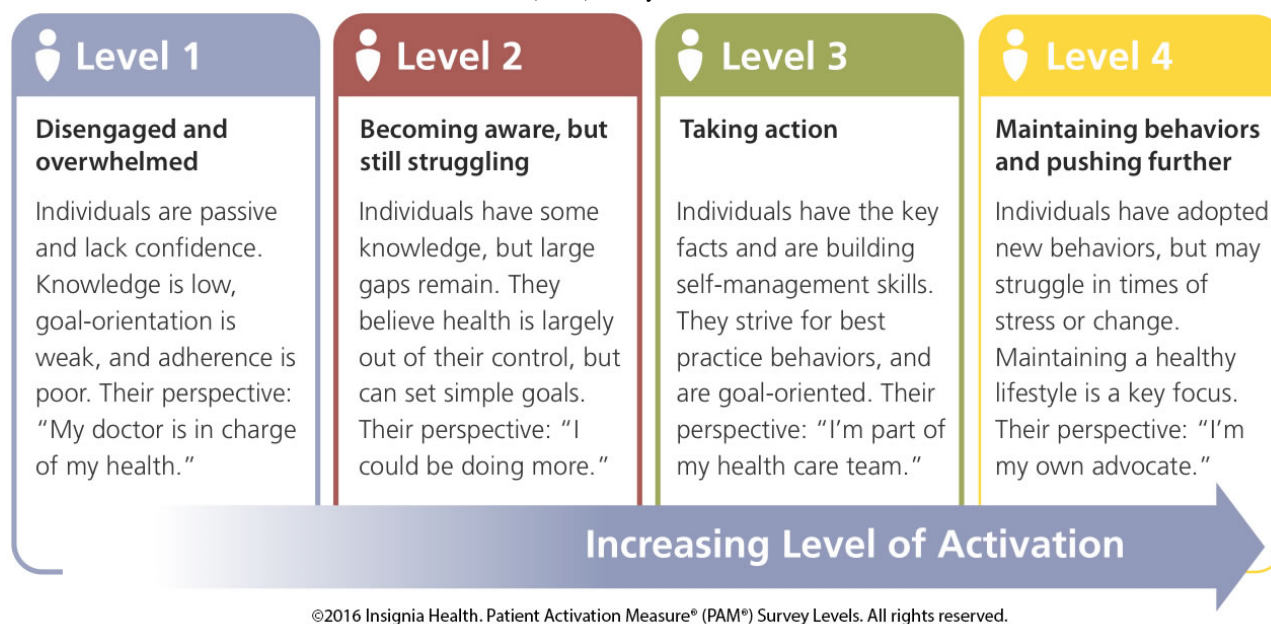 Level 1
Disengaged and
overwhelmed
Individuals are passive
and lack confidence.
Knowledge is low,
goal-orientation is
weak, and adherence is
poor. Their perspective:
“My doctor is in charge
of my health.”
Level 2
Becoming aware, but
still struggling
Individuals have some
knowledge, but large
gaps remain. They
believe health is largely
out of their control, but
can set simple goals.
Their perspective: “I
could be doing more.”
Level 3
Taking action
Individuals have the key
facts and are building
self-management skills.
They strive for best
practice behaviors, and
are goal-oriented. Their
perspective: “I’m part of
my health care team.”
Level 4
Maintaining behaviors
and pushing further
Individuals have adopted
new behaviors, but may
struggle in times of
stress or change.
Maintaining a healthy
lifestyle is a key focus.
Their perspective: “I’m
my own advocate.”
Increasing Level of Activation
©2016 Insignia Health. Patient Activation Measure® (PAM®) Survey Levels. All rights reserved.